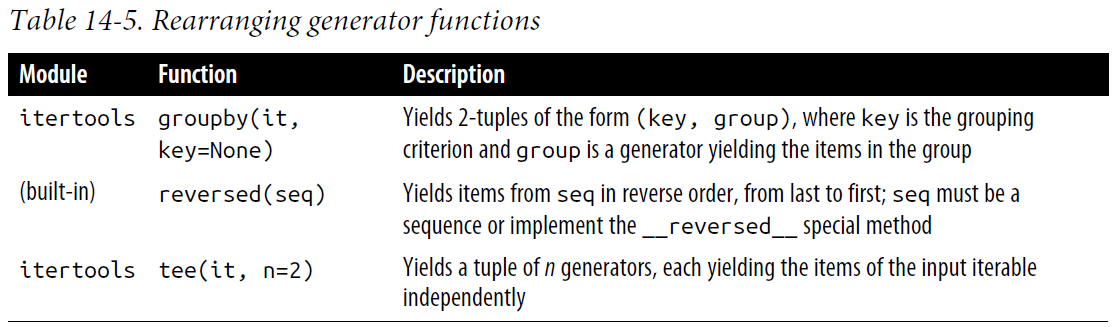 Table 14-5. Rearranging generator functions
Module Function Description
itertools groupby(it, Yields 2-tuples of the form (key, group), where key is the grouping
key=None) criterion and group is a generator yielding the items in the group
(built-in) reversed(seq) Yields items from seq in reverse order, from last to first; seq must be a
sequence or implement the __reversed__ special method
itertools tee(it, n=2) Yields a tuple of n generators, each yielding the items of the input iterable
independently